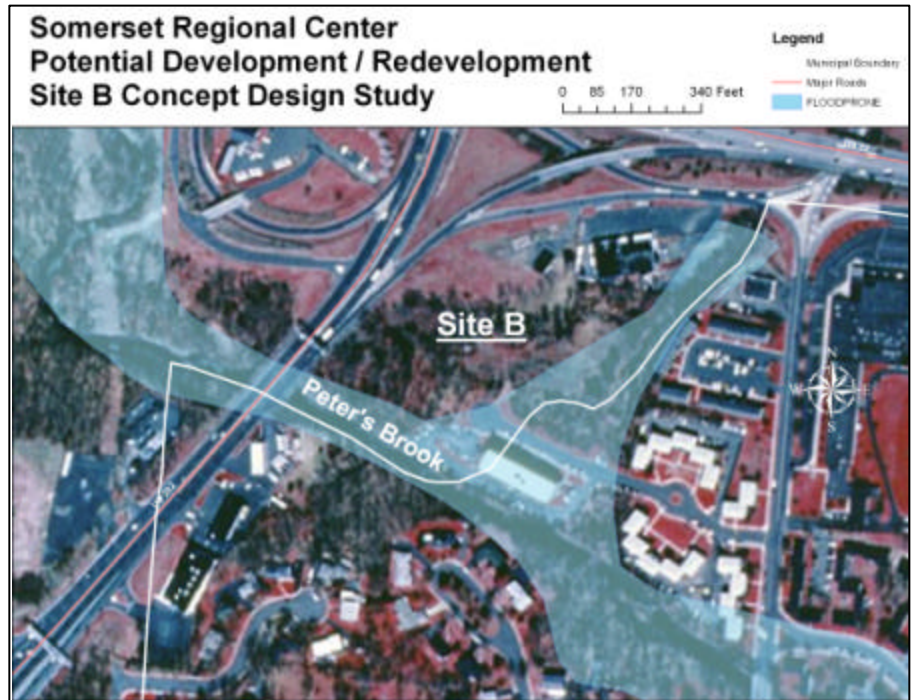 Somerset Regional Center
Potential Development / Redevelopment
Site B Concept Design Study
Legend
Municipal Boundary
Major Roads
FLOODPRONE
0 85 170 340 Feet
Site B
Peter's Brook
N
W E
S